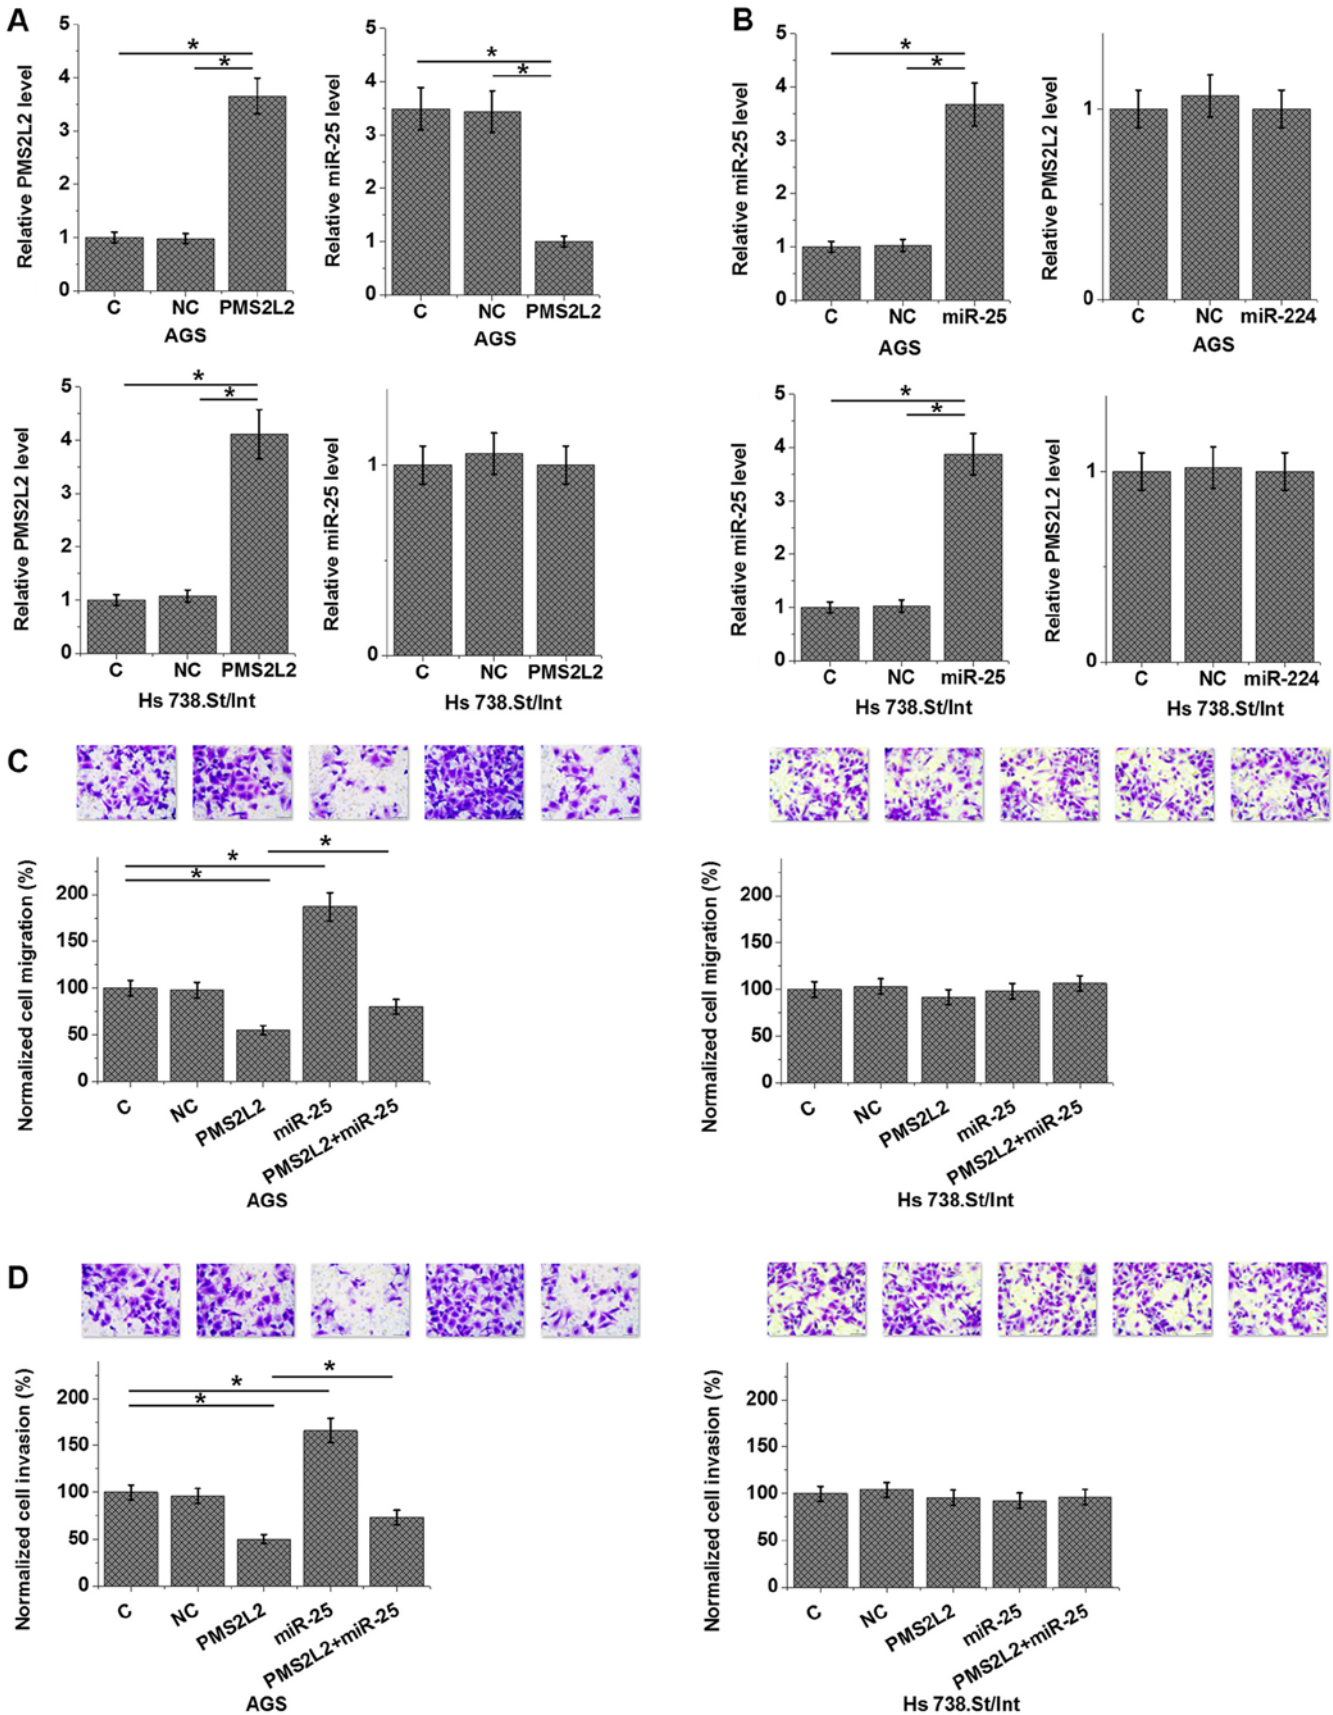 A
B
Relative PMS2L2 level
5
4
3
2
1
0
* *
C NC PMS2L2
AGS
Relative miR-25 level
5
4
3
2
1
0
* *
C NC PMS2L2
AGS
Relative miR-25 level
5
4
3
2
1
0
* *
C NC miR-25
AGS
Relative PMS2L2 level
1
0
C NC miR-224
AGS
Relative PMS2L2 level
5
4
3
2
1
0
* *
C NC PMS2L2
Hs 738.St/Int
Relative miR-25 level
1
0
C NC PMS2L2
Hs 738.St/Int
Relative miR-25 level
5
4
3
2
1
0
* *
C NC miR-25
Hs 738.St/Int
Relative PMS2L2 level
1
0
C NC miR-224
Hs 738.St/Int
C
Normalized cell migration (%)
200
150
100
50
0
* * *
C NC PMS2L2 miR-25 PMS2L2+miR-25
AGS
Normalized cell migration (%)
200
150
100
50
0
C NC PMS2L2 miR-25 PMS2L2+miR-25
Hs 738.St/Int
D
Normalized cell invasion (%)
200
150
100
50
0
* * *
C NC PMS2L2 miR-25 PMS2L2+miR-25
AGS
Normalized cell invasion (%)
200
150
100
50
0
C NC PMS2L2 miR-25 PMS2L2+miR-25
Hs 738.St/Int